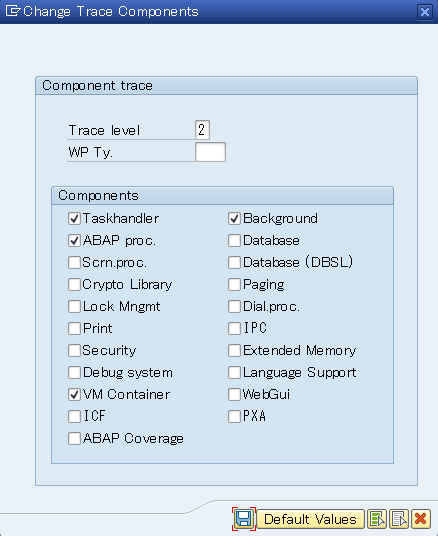 Change Trace Components
Component trace
Trace level 2
WP Ty.
Components
Taskhandler Background
ABAP proc. Database
Scrn.proc. Database (DBSL)
Crypto Library Paging
Lock Mngmt Dial.proc.
Print IPC
Security Extended Memory
Debug system Language Support
VM Container WebGui
ICF PXA
ABAP Coverage
Default Values